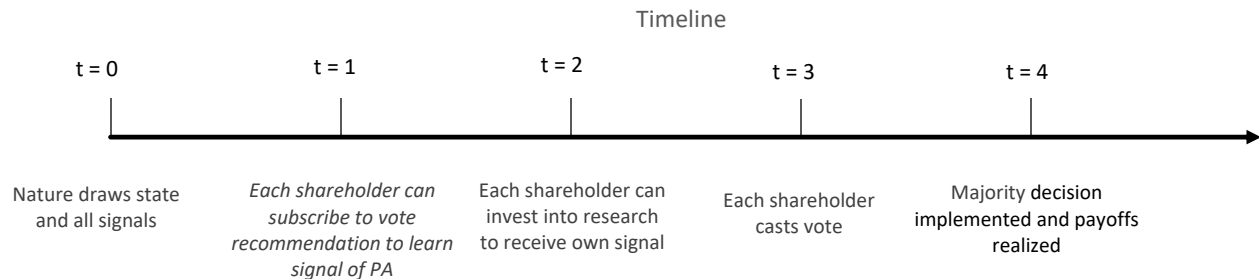 Timeline
t = 0
t = 1
t = 2
t = 3
t = 4
Nature draws state
and all signals
Each shareholder can
subscribe to vote
recommendation to learn
signal of PA
Each shareholder can
invest into research
to receive own signal
Each shareholder
casts vote
Majority decision
implemented and payoffs
realized